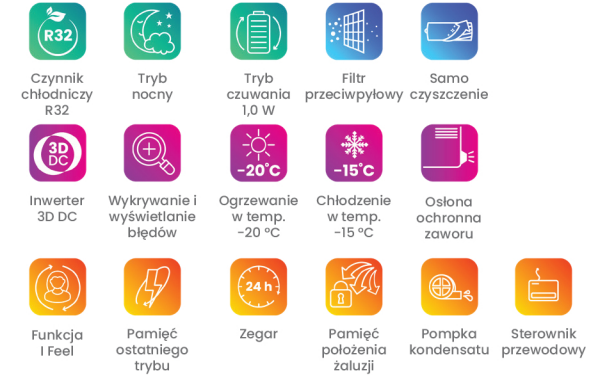 R32
Czynnik
chłodniczy
R32
Tryb
nocny
Tryb
czuwania
1,0 W
Filtr
przeciwpyłowy
Samo
czyszczenie
3D
DC
Inwerter
3D DC
Wykrywanie i
wyświetlanie
błędów
-20°C
Ogrzewanie
w temp.
-20 °C
-15°C
Chłodzenie
w temp.
-15 °C
Osłona
ochronna
zaworu
Funkcja
I Feel
Pamięć
ostatniego
trybu
24 h
Zegar
Pamięć
położenia
żaluzji
Pompka
kondensatu
Sterownik
przewodowy